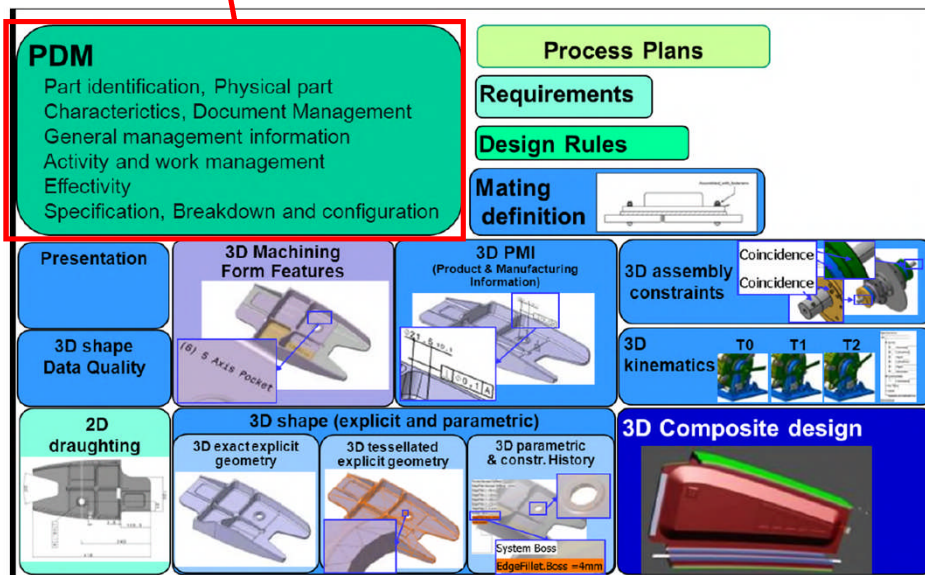 PDM
Part identification, Physical part
Characterictics, Document Management
General management information
Activity and work management
Effectivity
Specification, Breakdown and configuration
Process Plans
Requirements
Design Rules
Mating
definition
Presentation
3D shape
Data Quality
3D Machining
Form Features
(6) 5 Axis Pocket
3D PMI
(Product & Manufacturing
Information)
3D assembly
constraints
Coincidence
Coincidence
3D
kinematics
T0 T1 T2
2D
draughting
3D shape (explicit and parametric)
3D exact explicit
geometry
3D tessellated
explicit geometry
3D parametric
& constr. History
System Boss
EdgeFillet.Boss =4mm
3D Composite design